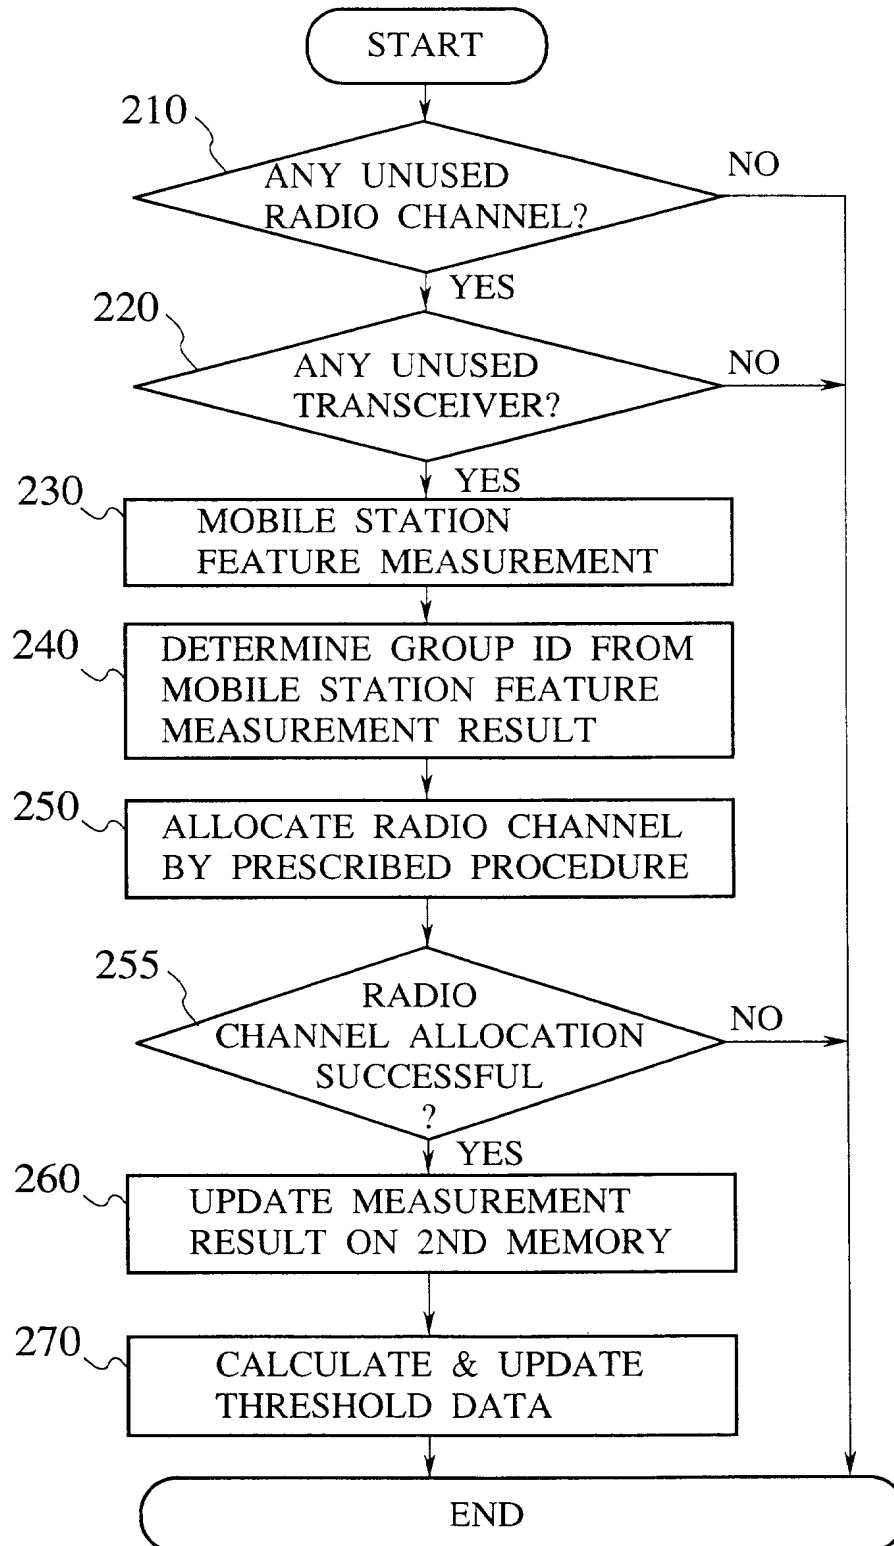 START
210
ANY UNUSED
RADIO CHANNEL?
NO
YES
220
ANY UNUSED
TRANSCEIVER?
NO
YES
230
MOBILE STATION
FEATURE MEASUREMENT
240
DETERMINE GROUP ID FROM
MOBILE STATION FEATURE
MEASUREMENT RESULT
250
ALLOCATE RADIO CHANNEL
BY PRESCRIBED PROCEDURE
255
RADIO
CHANNEL ALLOCATION
SUCCESSFUL
?
NO
YES
260
UPDATE MEASUREMENT
RESULT ON 2ND MEMORY
270
CALCULATE & UPDATE
THRESHOLD DATA
END